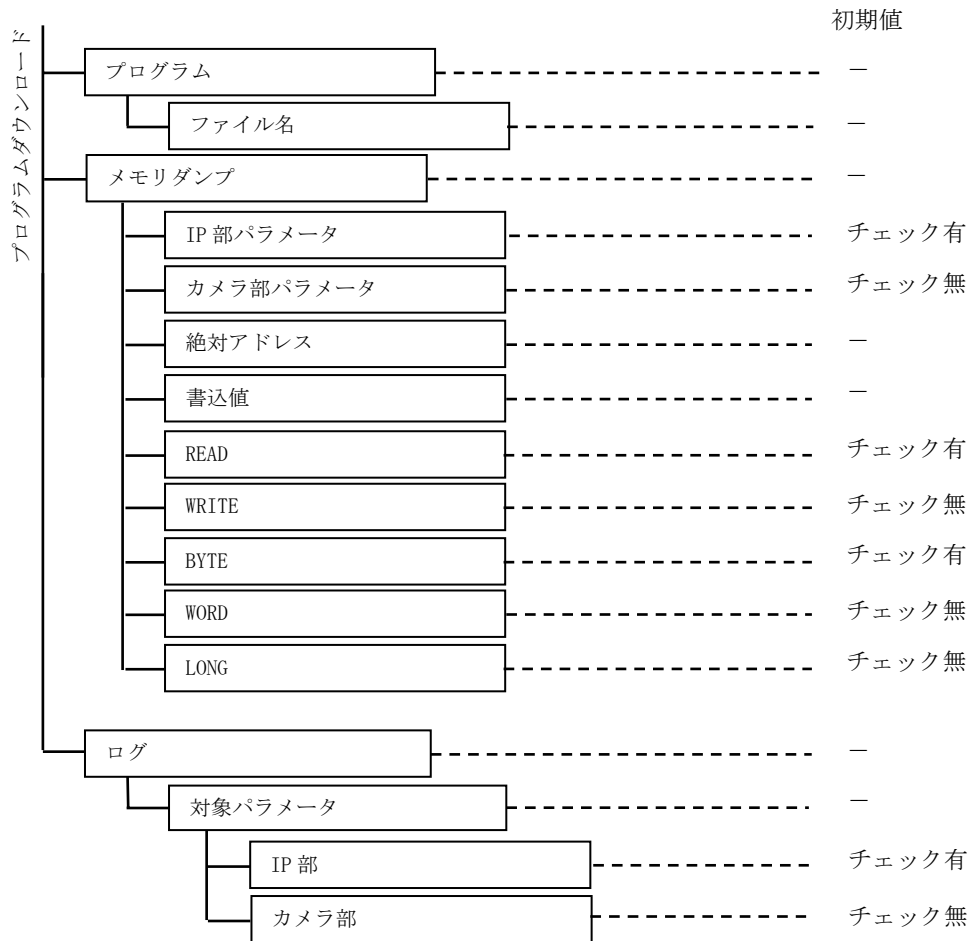 初期値
プログラムダウンロード
プログラム －
ファイル名 －
メモリダンプ －
IP 部パラメータ チェック有
カメラ部パラメータ チェック無
絶対アドレス －
書込値 －
READ チェック有
WRITE チェック無
BYTE チェック有
WORD チェック無
LONG チェック無
ログ －
対象パラメータ －
IP 部 チェック有
カメラ部 チェック無